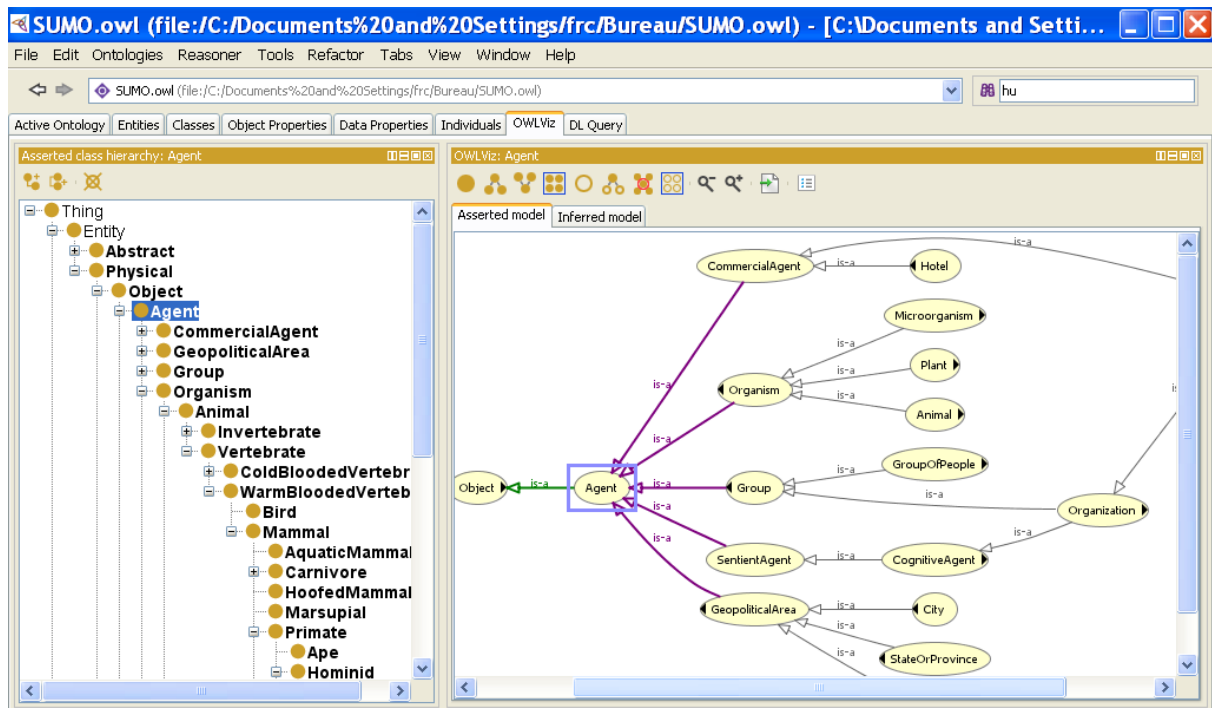 SUMO.owl (file:/C:/Documents%20and%20Settings/frc/Bureau/SUMO.owl) - [C:\Documents and Setti...
File Edit Ontologies Reasoner Tools Refactor Tabs View Window Help
SUMO.owl (file:/C:/Documents%20and%20Settings/frc/Bureau/SUMO.owl)
hu
Active Ontology Entities Classes Object Properties Data Properties Individuals OWLViz DL Query
Asserted class hierarchy: Agent
Thing
Entity
Abstract
Physical
Object
Agent
CommercialAgent
GeopoliticalArea
Group
Organism
Animal
Invertebrate
Vertebrate
ColdBloodedVertebr
WarmBloodedVerteb
Bird
Mammal
AquaticMammal
Carnivore
HoofedMammal
Marsupial
Primate
Ape
Hominid
OWLViz: Agent
Asserted model Inferred model
is-a
CommercialAgent is-a Hotel
Microorganism
is-a
Plant
is-a
is-a Organism is-a
Animal
is-a
GroupOfPeople
is-a
Object is-a Agent is-a Group is-a
is-a Organization
is-a
is-a
SentientAgent is-a CognitiveAgent
GeopoliticalArea is-a City
is-a
is-a StateOrProvince